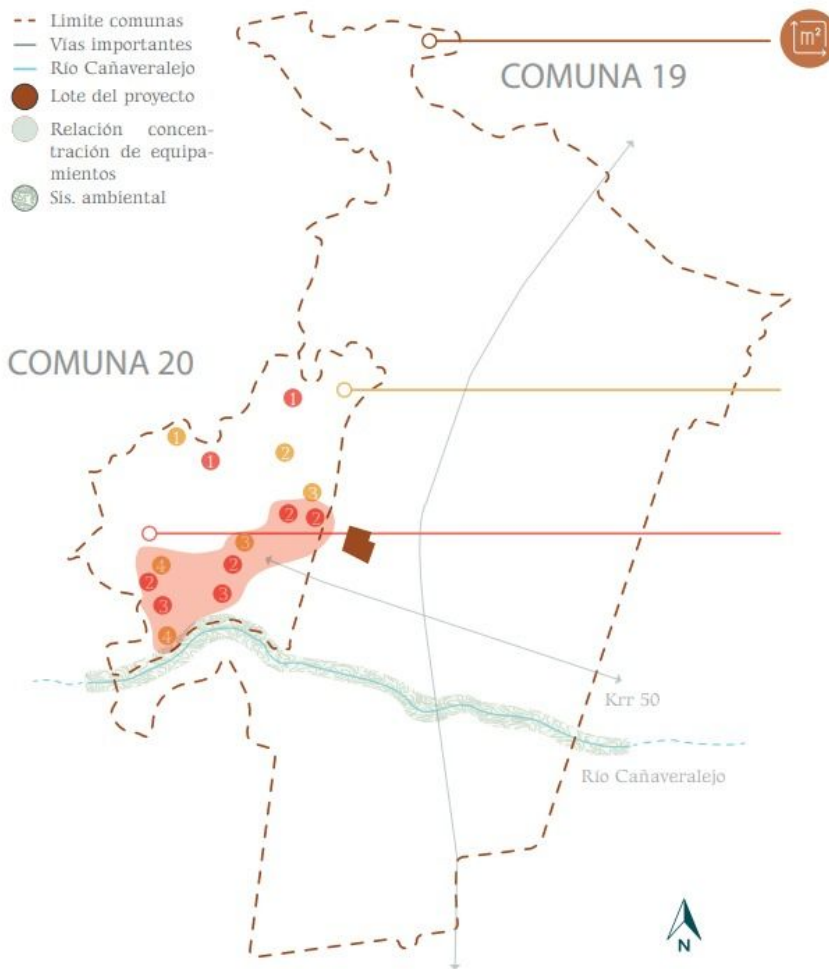 Limite comunas
Vías importantes
Río Cañaveralejo
Lote del proyecto
Relación concen-
tración de equipa-
mientos
Sis. ambiental
m²
COMUNA 19
COMUNA 20
1
1
2
1
3
2
2
3
4
2
2
3
3
4
Krr 50
Río Cañaveralejo
N